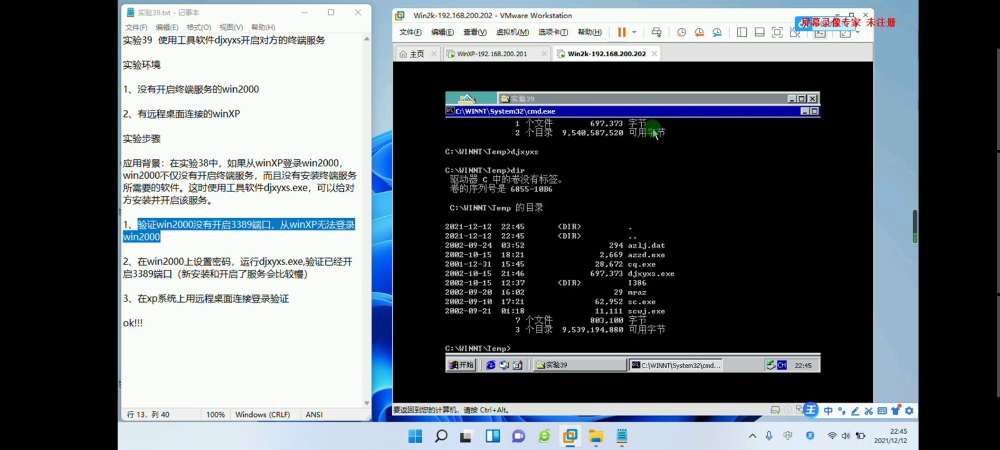 实验39.txt - 记事本
文件(F) 编辑(E) 格式(O) 视图(V) 帮助(H)
实验39 使用工具软件djxyxs开启对方的终端服务
实验环境
1、没有开启终端服务的win2000
2、有远程桌面连接的winXP
实验步骤
应用背景：在实验38中，如果从winXP登录win2000，
win2000不仅没有开启终端服务，而且没有安装终端服务
所需要的软件。这时使用工具软件djxyxs.exe，可以给对
方安装并开启该服务。
1、验证win2000没有开启3389端口，从winXP无法登录
win2000
2、在win2000上设置密码，运行djxyxs.exe,验证已经开
启3389端口（新安装和开启了服务会比较慢）
3、在xp系统上用远程桌面连接登录验证
ok!!!
行 13，列 40 100% Windows (CRLF) ANSI
Win2k-192.168.200.202 - VMware Workstation
屏幕录像专家 未注册
文件(F) 编辑(E) 查看(V) 虚拟机(M) 选项卡(T) 帮助(H)
主页 WinXP-192.168.200.201 Win2k-192.168.200.202
实验39
C:\WINNT\System32\cmd.exe
1 个文件 697,373 字节
2 个目录 9,540,587,520 可用字节
C:\WINNT\Temp>djxyxs
C:\WINNT\Temp>dir
驱动器 C 中的卷没有标签。
卷的序列号是 6855-10B6
C:\WINNT\Temp 的目录
2021-12-12 22:45 <DIR> .
2021-12-12 22:45 <DIR> ..
2002-09-24 03:52 294 azlj.dat
2002-10-15 18:21 2,669 azzd.exe
2001-12-31 15:45 28,672 cq.exe
2002-10-15 21:46 697,373 djxyxs.exe
2002-10-15 12:37 <DIR> I386
2002-09-20 16:02 29 mraz
2002-09-10 17:21 62,952 sc.exe
2002-09-21 01:18 11,111 scwj.exe
7 个文件 803,100 字节
3 个目录 9,539,194,880 可用字节
C:\WINNT\Temp>
开始 实验39 C:\WINNT\System32\cmd... CH 22:45
要返回到您的计算机，请按 Ctrl+Alt。
王 中
中 22:45
2021/12/12